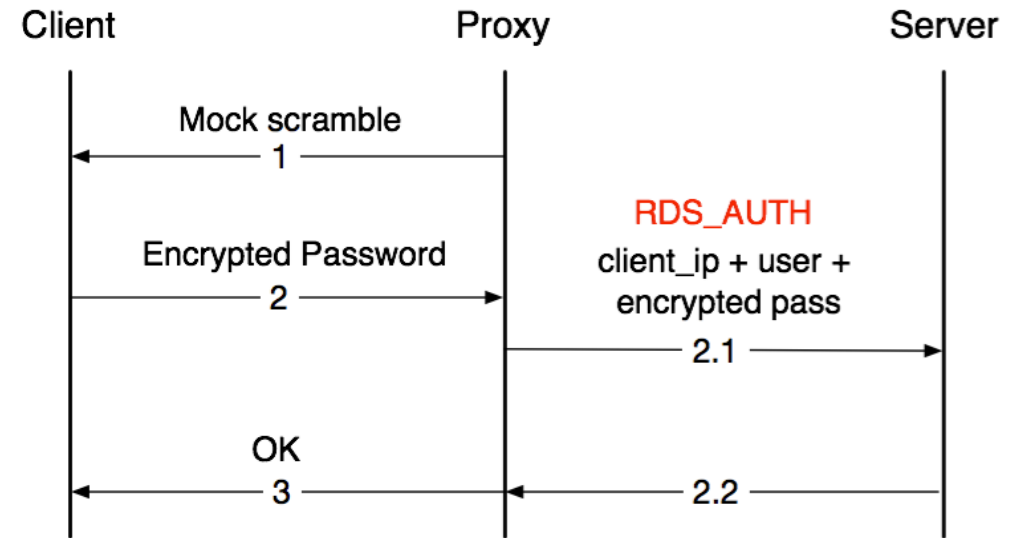 Client
Proxy
Server
Mock scramble
1
RDS_AUTH
client_ip + user +
encrypted pass
Encrypted Password
2
2.1
OK
3
2.2